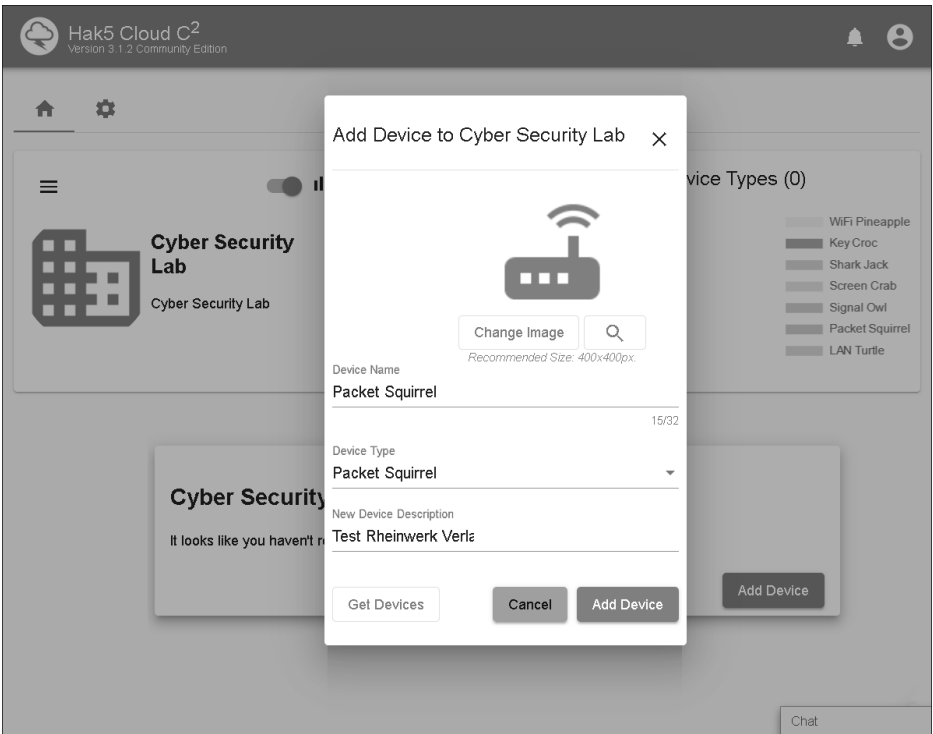 Hak5 Cloud C2
Version 3.1.2 Community Edition
Add Device to Cyber Security Lab
vice Types (0)
Cyber Security
Lab
Cyber Security Lab
WiFi Pineapple
Key Croc
Shark Jack
Screen Crab
Signal Owl
Packet Squirrel
LAN Turtle
Change Image
Recommended Size: 400x400px.
Device Name
Packet Squirrel
15/32
Device Type
Packet Squirrel
New Device Description
Test Rheinwerk Verla
Cyber Security
It looks like you haven't r
Get Devices
Cancel
Add Device
Add Device
Chat